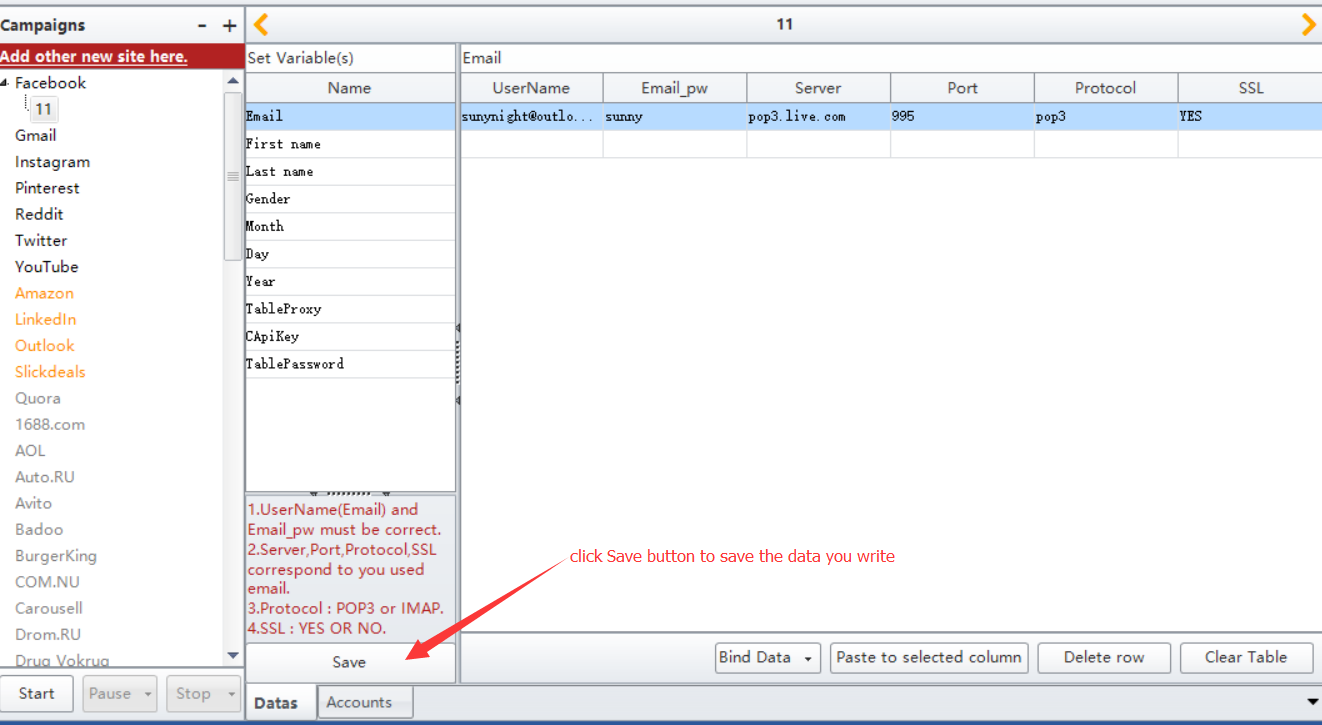 Campaigns - +
11
Add other new site here.
Set Variable(s)
Email
Name
UserName Email_pw Server Port Protocol SSL
Email
sunynight@outlo... sunny pop3.live.com 995 pop3 YES
First name
Last name
Gender
Month
Day
Year
TableProxy
CApiKey
TablePassword
Facebook
11
Gmail
Instagram
Pinterest
Reddit
Twitter
YouTube
Amazon
LinkedIn
Outlook
Slickdeals
Quora
1688.com
AOL
Auto.RU
Avito
Badoo
BurgerKing
COM.NU
Carousell
Drom.RU
Drug Vokrug
1.UserName(Email) and
Email_pw must be correct.
2.Server,Port,Protocol,SSL
correspond to you used
email.
3.Protocol : POP3 or IMAP.
4.SSL : YES OR NO.
click Save button to save the data you write
Save
Bind Data Paste to selected column Delete row Clear Table
Start Pause Stop
Datas Accounts